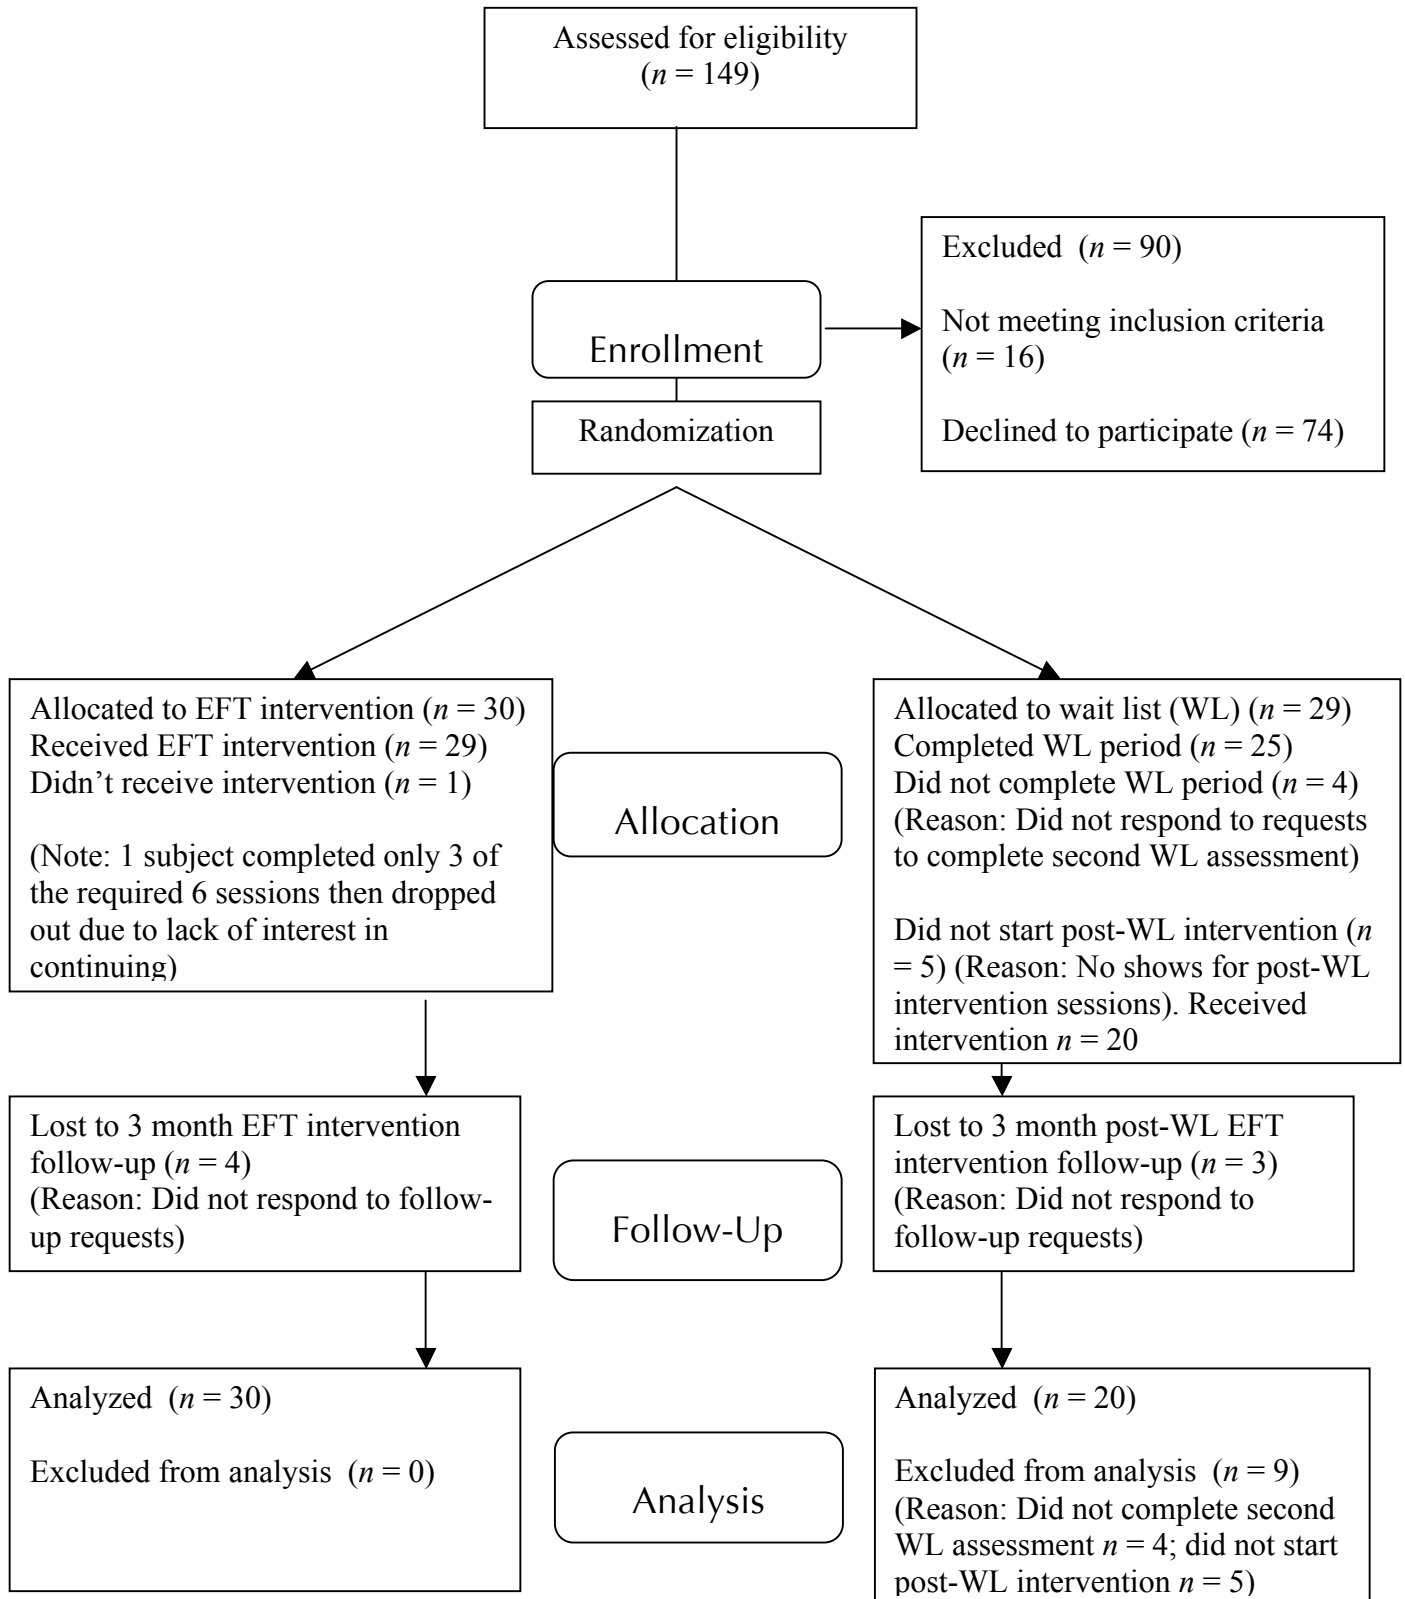 Assessed for eligibility
(n = 149)
Excluded (n = 90)
Not meeting inclusion criteria
(n = 16)
Declined to participate (n = 74)
Enrollment
Randomization
Allocated to EFT intervention (n = 30)
Received EFT intervention (n = 29)
Didn’t receive intervention (n = 1)
(Note: 1 subject completed only 3 of
the required 6 sessions then dropped
out due to lack of interest in
continuing)
Allocation
Allocated to wait list (WL) (n = 29)
Completed WL period (n = 25)
Did not complete WL period (n = 4)
(Reason: Did not respond to requests
to complete second WL assessment)
Did not start post-WL intervention (n
= 5) (Reason: No shows for post-WL
intervention sessions). Received
intervention n = 20
Lost to 3 month EFT intervention
follow-up (n = 4)
(Reason: Did not respond to follow-
up requests)
Follow-Up
Lost to 3 month post-WL EFT
intervention follow-up (n = 3)
(Reason: Did not respond to
follow-up requests)
Analyzed (n = 30)
Excluded from analysis (n = 0)
Analysis
Analyzed (n = 20)
Excluded from analysis (n = 9)
(Reason: Did not complete second
WL assessment n = 4; did not start
post-WL intervention n = 5)